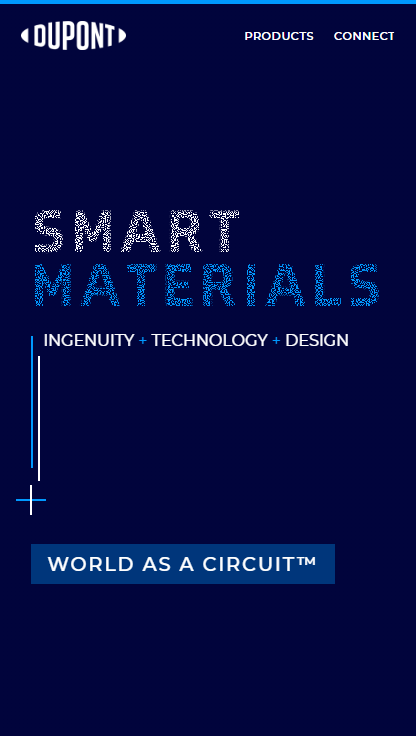 DUPONT
PRODUCTS CONNECT
SMART
MATERIALS
INGENUITY + TECHNOLOGY + DESIGN
WORLD AS A CIRCUIT™